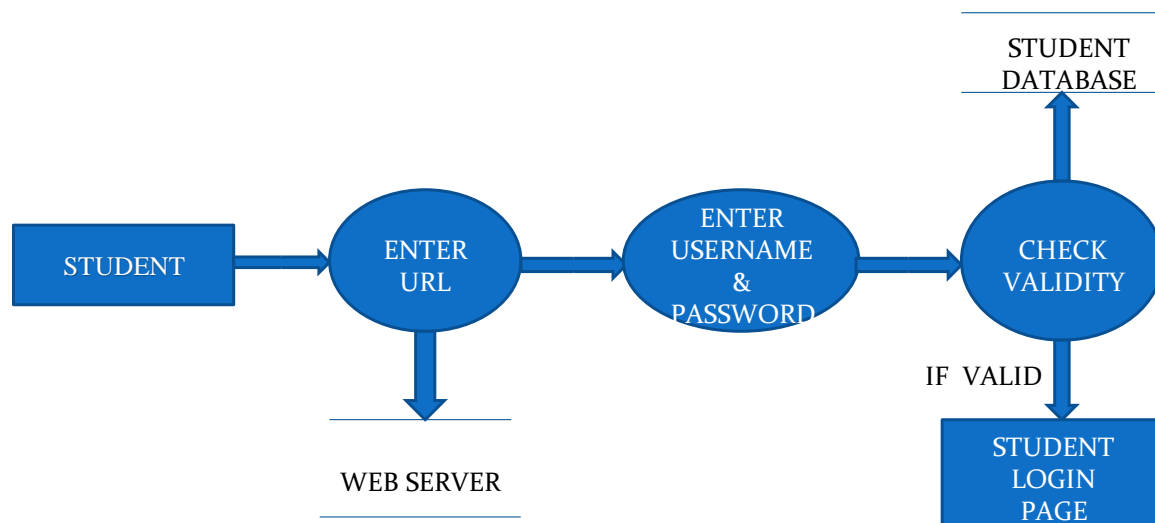 STUDENT
DATABASE
STUDENT
ENTER
URL
ENTER
USERNAME
&
PASSWORD
CHECK
VALIDITY
IF VALID
WEB SERVER
STUDENT
LOGIN
PAGE